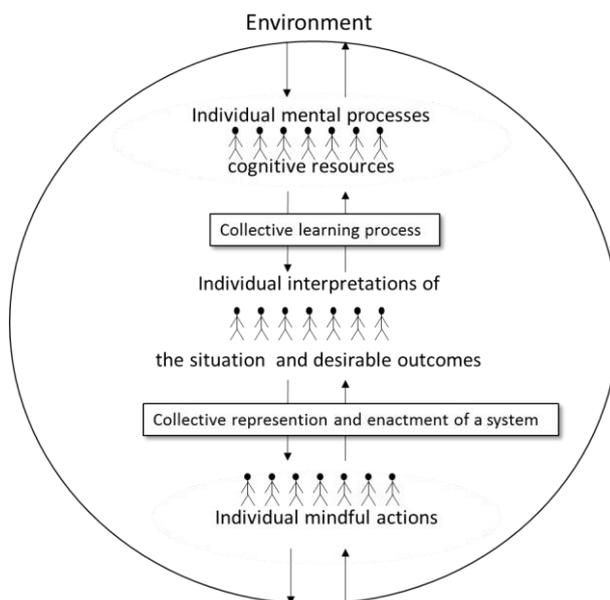 Environment
Individual mental processes
cognitive resources
Collective learning process
Individual interpretations of
the situation and desirable outcomes
Collective represention and enactment of a system
Individual mindful actions